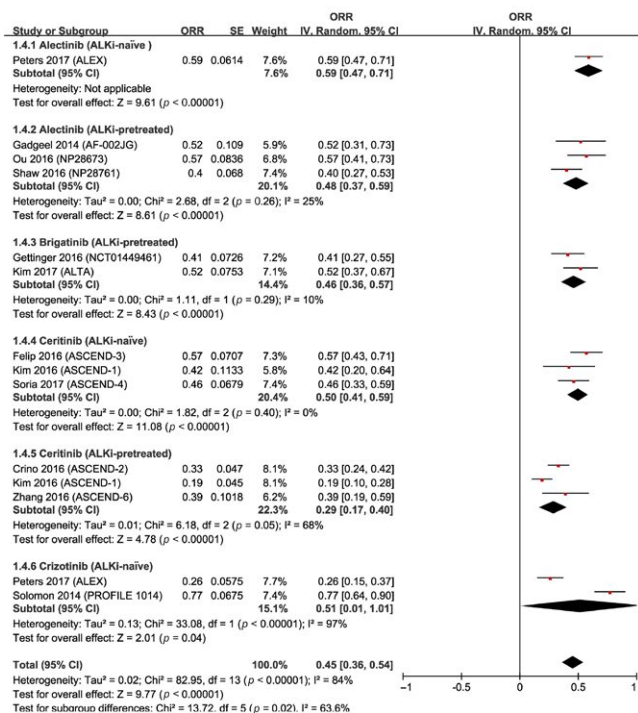 ORR ORR
Study or Subgroup ORR SE Weight IV. Random. 95% CI IV. Random. 95% CI
1.4.1 Alectinib (ALKi-naïve )
Peters 2017 (ALEX) 0.59 0.0614 7.6% 0.59 [0.47, 0.71]
Subtotal (95% CI) 7.6% 0.59 [0.47, 0.71]
Heterogeneity: Not applicable
Test for overall effect: Z = 9.61 (p < 0.00001)
1.4.2 Alectinib (ALKi-pretreated)
Gadgeel 2014 (AF-002JG) 0.52 0.109 5.9% 0.52 [0.31, 0.73]
Ou 2016 (NP28673) 0.57 0.0836 6.8% 0.57 [0.41, 0.73]
Shaw 2016 (NP28761) 0.4 0.068 7.4% 0.40 [0.27, 0.53]
Subtotal (95% CI) 20.1% 0.48 [0.37, 0.59]
Heterogeneity: Tau² = 0.00; Chi² = 2.68, df = 2 (p = 0.26); I² = 25%
Test for overall effect: Z = 8.61 (p < 0.00001)
1.4.3 Brigatinib (ALKi-pretreated)
Gettinger 2016 (NCT01449461) 0.41 0.0726 7.2% 0.41 [0.27, 0.55]
Kim 2017 (ALTA) 0.52 0.0753 7.1% 0.52 [0.37, 0.67]
Subtotal (95% CI) 14.4% 0.46 [0.36, 0.57]
Heterogeneity: Tau² = 0.00; Chi² = 1.11, df = 1 (p = 0.29); I² = 10%
Test for overall effect: Z = 8.43 (p < 0.00001)
1.4.4 Ceritinib (ALKi-naïve)
Felip 2016 (ASCEND-3) 0.57 0.0707 7.3% 0.57 [0.43, 0.71]
Kim 2016 (ASCEND-1) 0.42 0.1133 5.8% 0.42 [0.20, 0.64]
Soria 2017 (ASCEND-4) 0.46 0.0679 7.4% 0.46 [0.33, 0.59]
Subtotal (95% CI) 20.4% 0.50 [0.41, 0.59]
Heterogeneity: Tau² = 0.00; Chi² = 1.82, df = 2 (p = 0.40); I² = 0%
Test for overall effect: Z = 11.08 (p < 0.00001)
1.4.5 Ceritinib (ALKi-pretreated)
Crino 2016 (ASCEND-2) 0.33 0.047 8.1% 0.33 [0.24, 0.42]
Kim 2016 (ASCEND-1) 0.19 0.045 8.1% 0.19 [0.10, 0.28]
Zhang 2016 (ASCEND-6) 0.39 0.1018 6.2% 0.39 [0.19, 0.59]
Subtotal (95% CI) 22.3% 0.29 [0.17, 0.40]
Heterogeneity: Tau² = 0.01; Chi² = 6.18, df = 2 (p = 0.05); I² = 68%
Test for overall effect: Z = 4.78 (p < 0.00001)
1.4.6 Crizotinib (ALKi-naïve)
Peters 2017 (ALEX) 0.26 0.0575 7.7% 0.26 [0.15, 0.37]
Solomon 2014 (PROFILE 1014) 0.77 0.0675 7.4% 0.77 [0.64, 0.90]
Subtotal (95% CI) 15.1% 0.51 [0.01, 1.01]
Heterogeneity: Tau² = 0.13; Chi² = 33.08, df = 1 (p < 0.00001); I² = 97%
Test for overall effect: Z = 2.01 (p = 0.04)
Total (95% CI) 100.0% 0.45 [0.36, 0.54]
Heterogeneity: Tau² = 0.02; Chi² = 82.95, df = 13 (p < 0.00001); I² = 84%
Test for overall effect: Z = 9.77 (p < 0.00001)
Test for subgroup differences: Chi² = 13.72, df = 5 (p = 0.02), I² = 63.6%
−1 −0.5 0 0.5 1